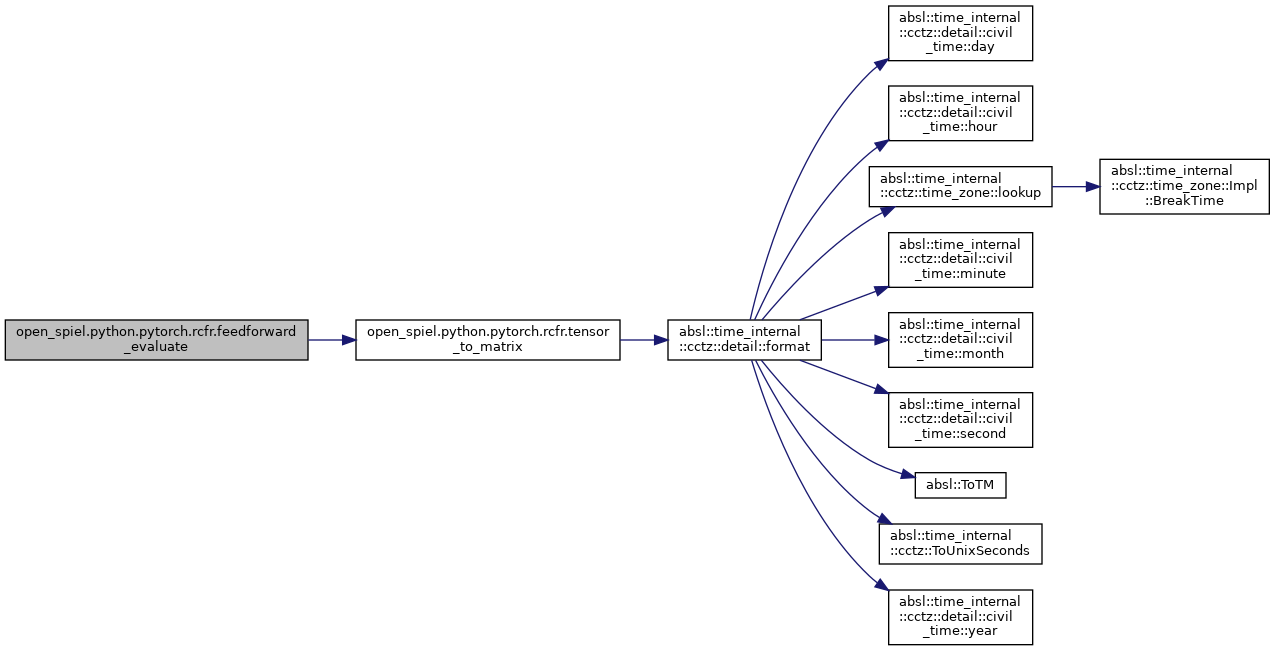 open_spiel.python.pytorch.rcfr.feedforward
_evaluate
open_spiel.python.pytorch.rcfr.tensor
_to_matrix
absl::time_internal
::cctz::detail::format
absl::time_internal
::cctz::detail::civil
_time::day
absl::time_internal
::cctz::detail::civil
_time::hour
absl::time_internal
::cctz::time_zone::lookup
absl::time_internal
::cctz::time_zone::Impl
::BreakTime
absl::time_internal
::cctz::detail::civil
_time::minute
absl::time_internal
::cctz::detail::civil
_time::month
absl::time_internal
::cctz::detail::civil
_time::second
absl::ToTM
absl::time_internal
::cctz::ToUnixSeconds
absl::time_internal
::cctz::detail::civil
_time::year